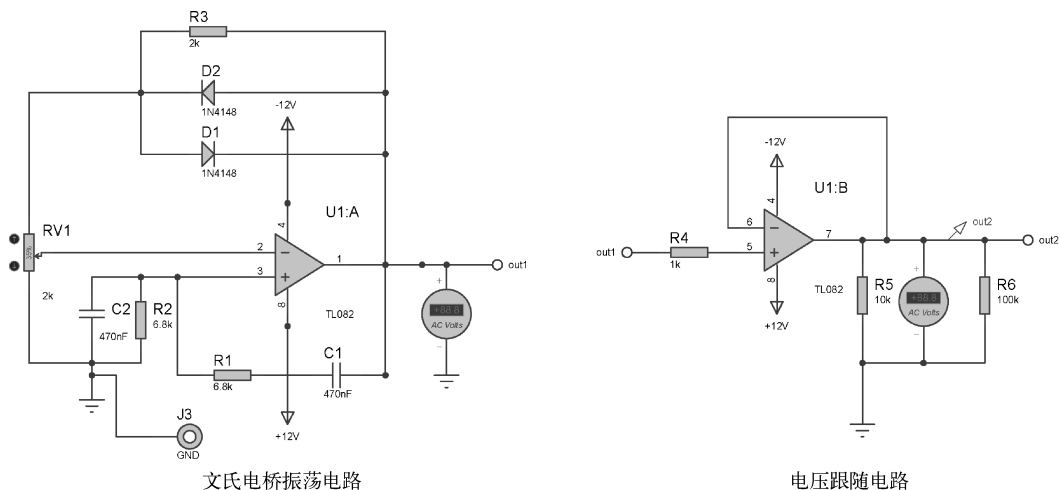 R3
2k
D2
1N4148
-12V
D1
1N4148
U1:A
4
RV1
39%
2k
2
3
1
out1
8
TL082
C2
470nF
R2
6.8k
R1
6.8k
C1
470nF
+
+88.8
AC Volts
+12V
J3
GND
文氏电桥振荡电路
-12V
U1:B
4
6
5
7
out1
R4
1k
8
+12V
TL082
out2
out2
R5
10k
+
+88.8
AC Volts
R6
100k
电压跟随电路